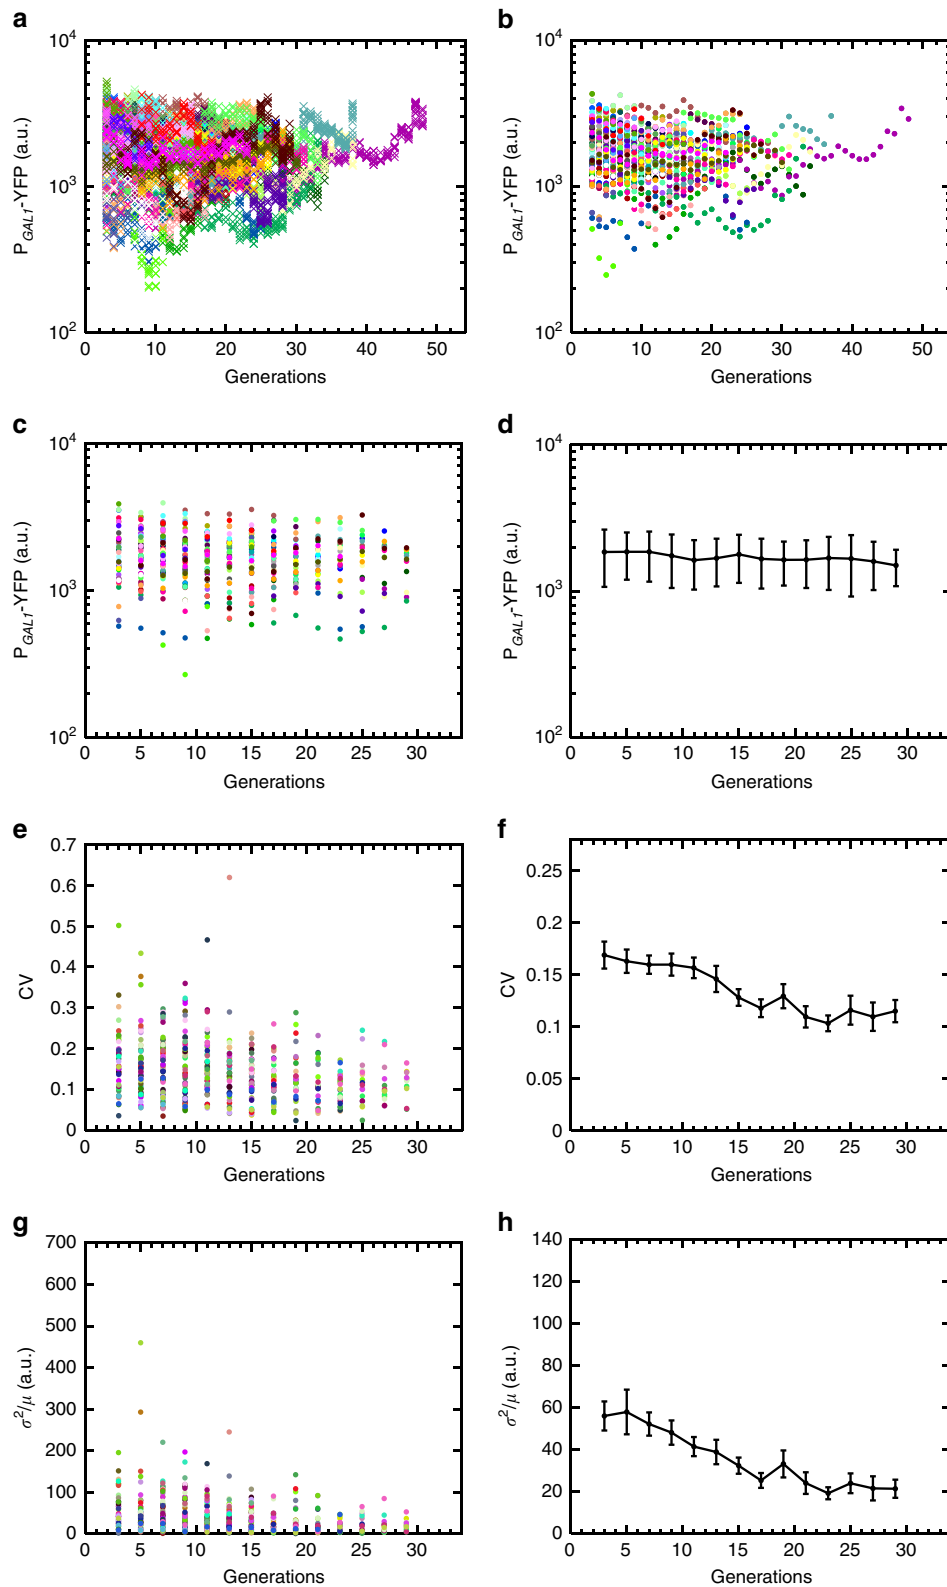 a
10^4
10^3
10^2
P_GAL1-YFP (a.u.)
0 10 20 30 40 50
Generations
b
10^4
10^3
10^2
P_GAL1-YFP (a.u.)
0 10 20 30 40 50
Generations
c
10^4
10^3
10^2
P_GAL1-YFP (a.u.)
0 5 10 15 20 25 30
Generations
d
10^4
10^3
10^2
P_GAL1-YFP (a.u.)
0 5 10 15 20 25 30
Generations
e
0.7
0.6
0.5
0.4
0.3
0.2
0.1
0
CV
0 5 10 15 20 25 30
Generations
f
0.25
0.2
0.15
0.1
0.05
0
CV
0 5 10 15 20 25 30
Generations
g
700
600
500
400
300
200
100
0
σ²/μ (a.u.)
0 5 10 15 20 25 30
Generations
h
140
120
100
80
60
40
20
0
σ²/μ (a.u.)
0 5 10 15 20 25 30
Generations